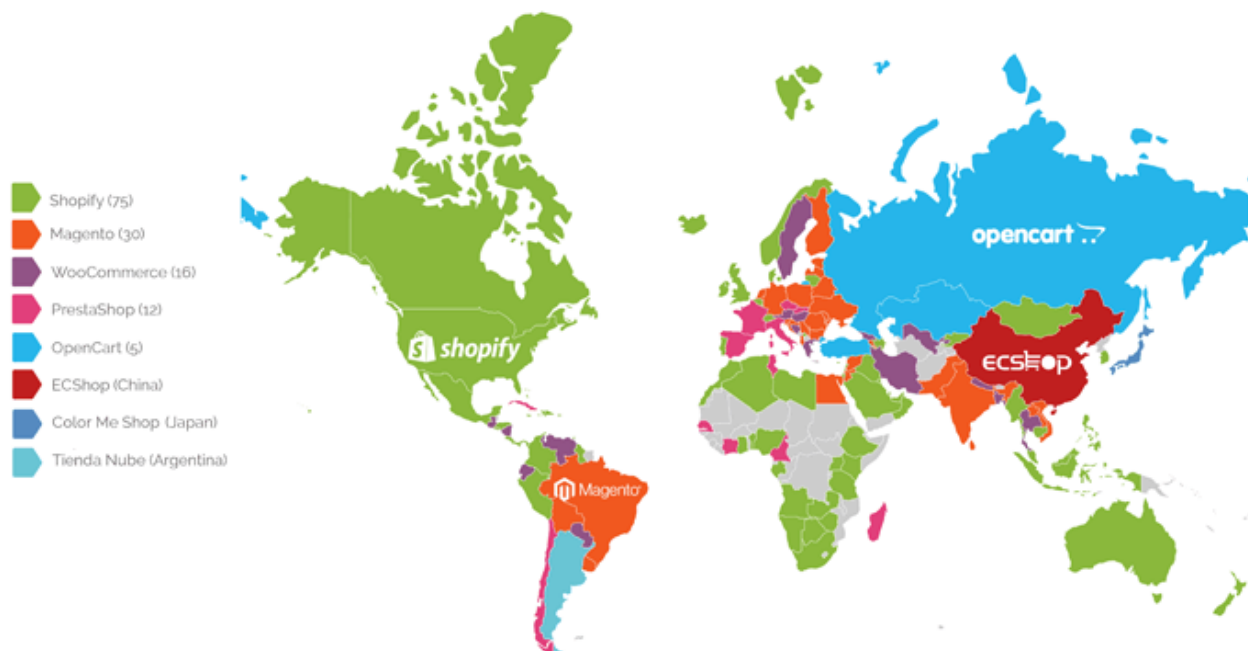 Shopify (75)
Magento (30)
WooCommerce (16)
PrestaShop (12)
OpenCart (5)
ECShop (China)
Color Me Shop (Japan)
Tienda Nube (Argentina)
opencart
shopify
ECSHOP
Magento